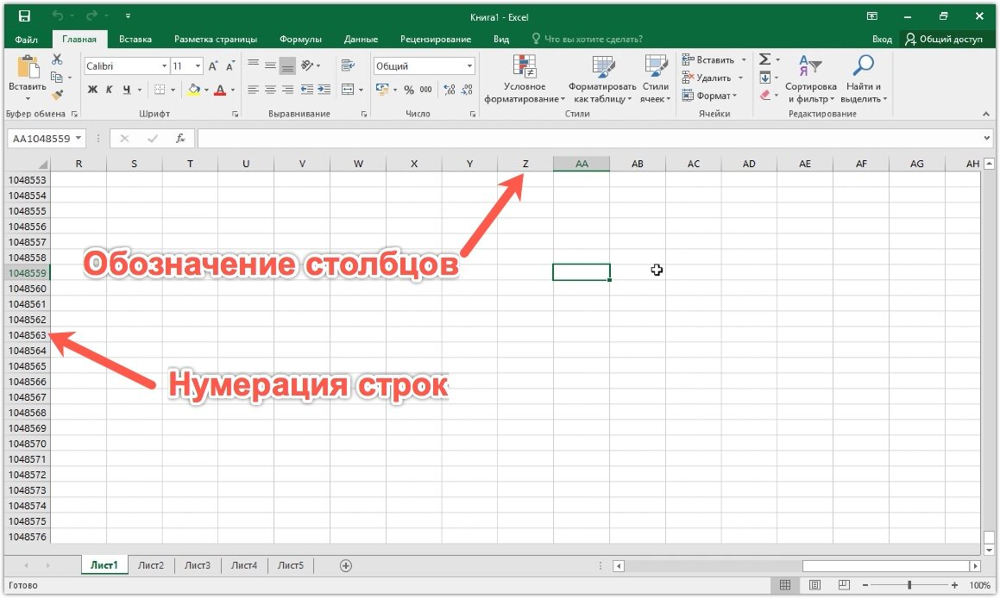 Книга1 - Excel
Файл Главная Вставка Разметка страницы Формулы Данные Рецензирование Вид Что вы хотите сделать? Вход Общий доступ
Вставить
Calibri 11
Ж К Ч
А
Общий
% 000
Условное форматирование
Форматировать как таблицу
Стили ячеек
Вставить
Удалить
Формат
Сортировка и фильтр
Найти и выделить
Буфер обмена Шрифт Выравнивание Число Стили Ячейки Редактирование
AA1048559 fx
R S T U V W X Y Z AA AB AC AD AE AF AG AH
1048553
1048554
1048555
1048556
1048557
1048558
Обозначение столбцов
1048559
1048560
1048561
1048562
1048563
1048564
1048565
1048566
Нумерация строк
1048567
1048568
1048569
1048570
1048571
1048572
1048573
1048574
1048575
1048576
Лист1 Лист2 Лист3 Лист4 Лист5
Готово 100%